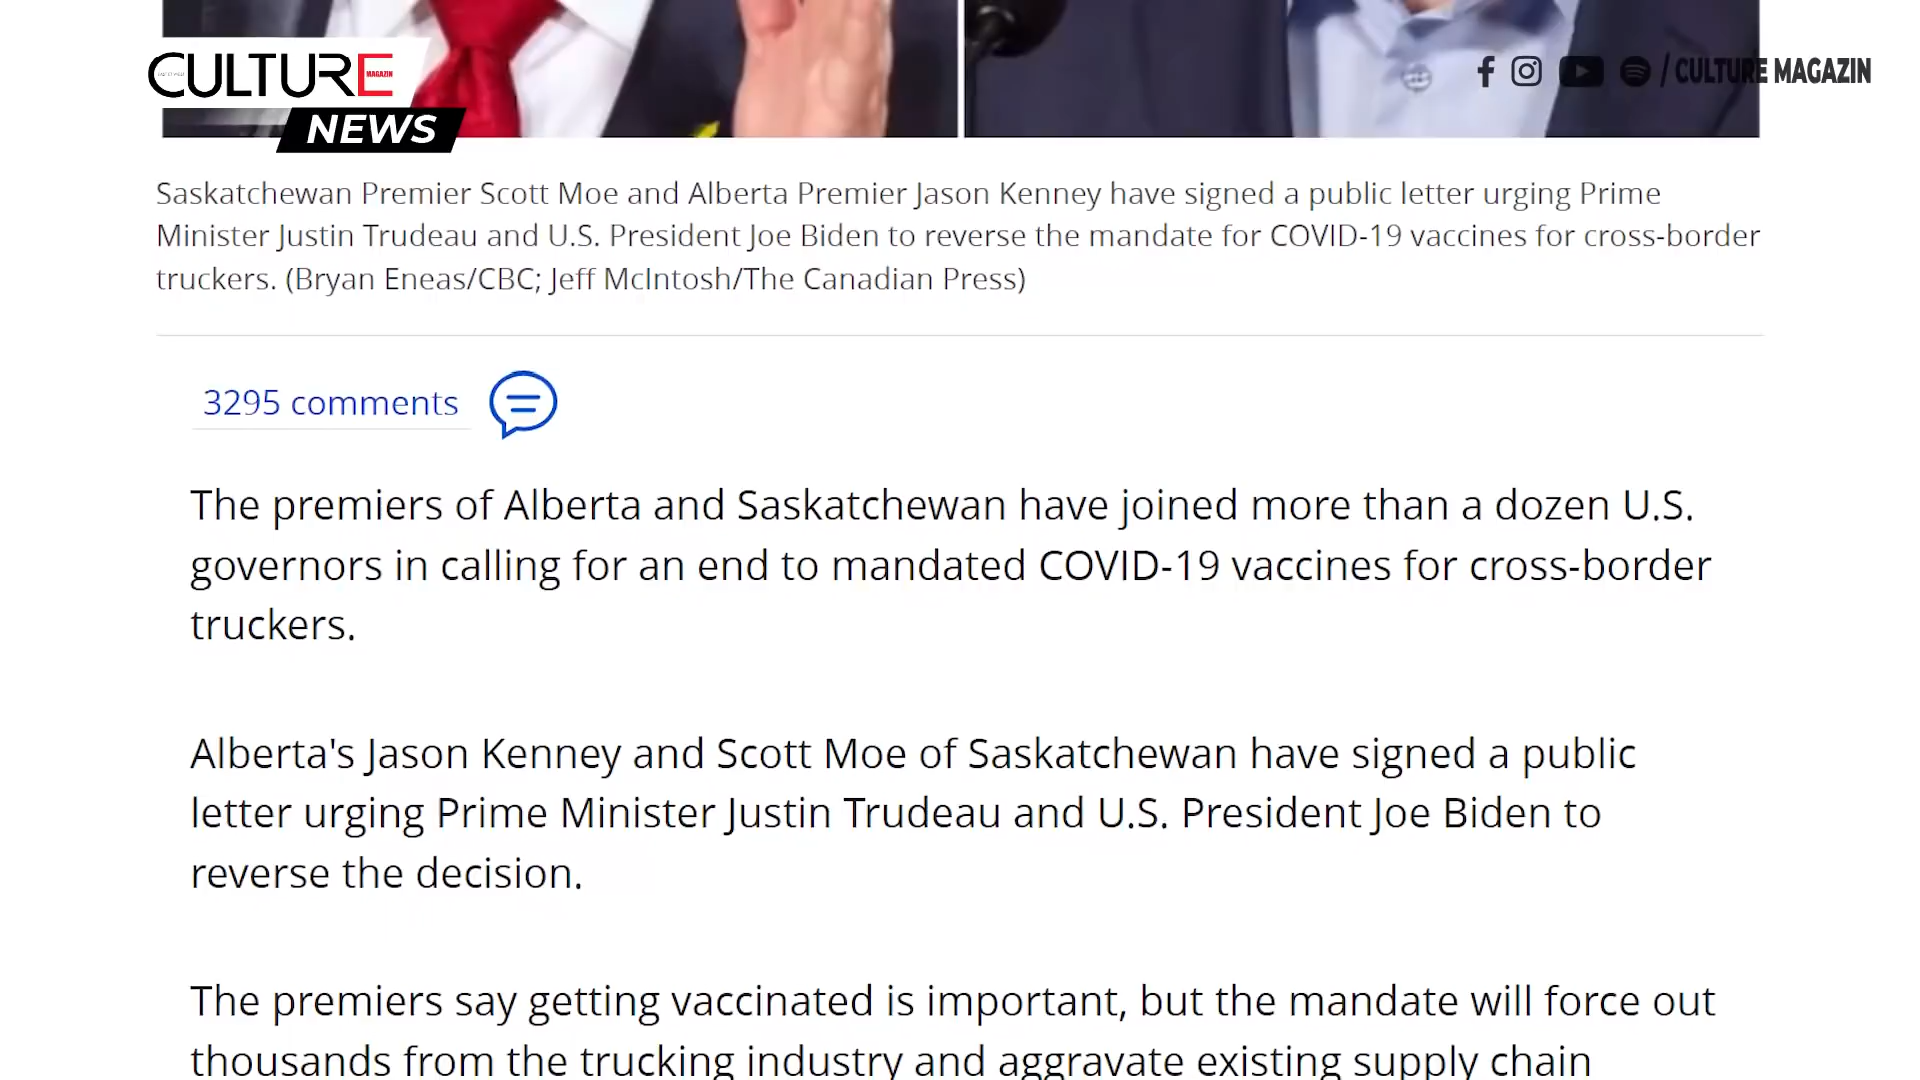 CULTURE
MAGAZIN
NEWS
/ CULTURE MAGAZIN
Saskatchewan Premier Scott Moe and Alberta Premier Jason Kenney have signed a public letter urging Prime
Minister Justin Trudeau and U.S. President Joe Biden to reverse the mandate for COVID-19 vaccines for cross-border
truckers. (Bryan Eneas/CBC; Jeff McIntosh/The Canadian Press)
3295 comments
The premiers of Alberta and Saskatchewan have joined more than a dozen U.S.
governors in calling for an end to mandated COVID-19 vaccines for cross-border
truckers.
Alberta's Jason Kenney and Scott Moe of Saskatchewan have signed a public
letter urging Prime Minister Justin Trudeau and U.S. President Joe Biden to
reverse the decision.
The premiers say getting vaccinated is important, but the mandate will force out
thousands from the trucking industry and aggravate existing supply chain